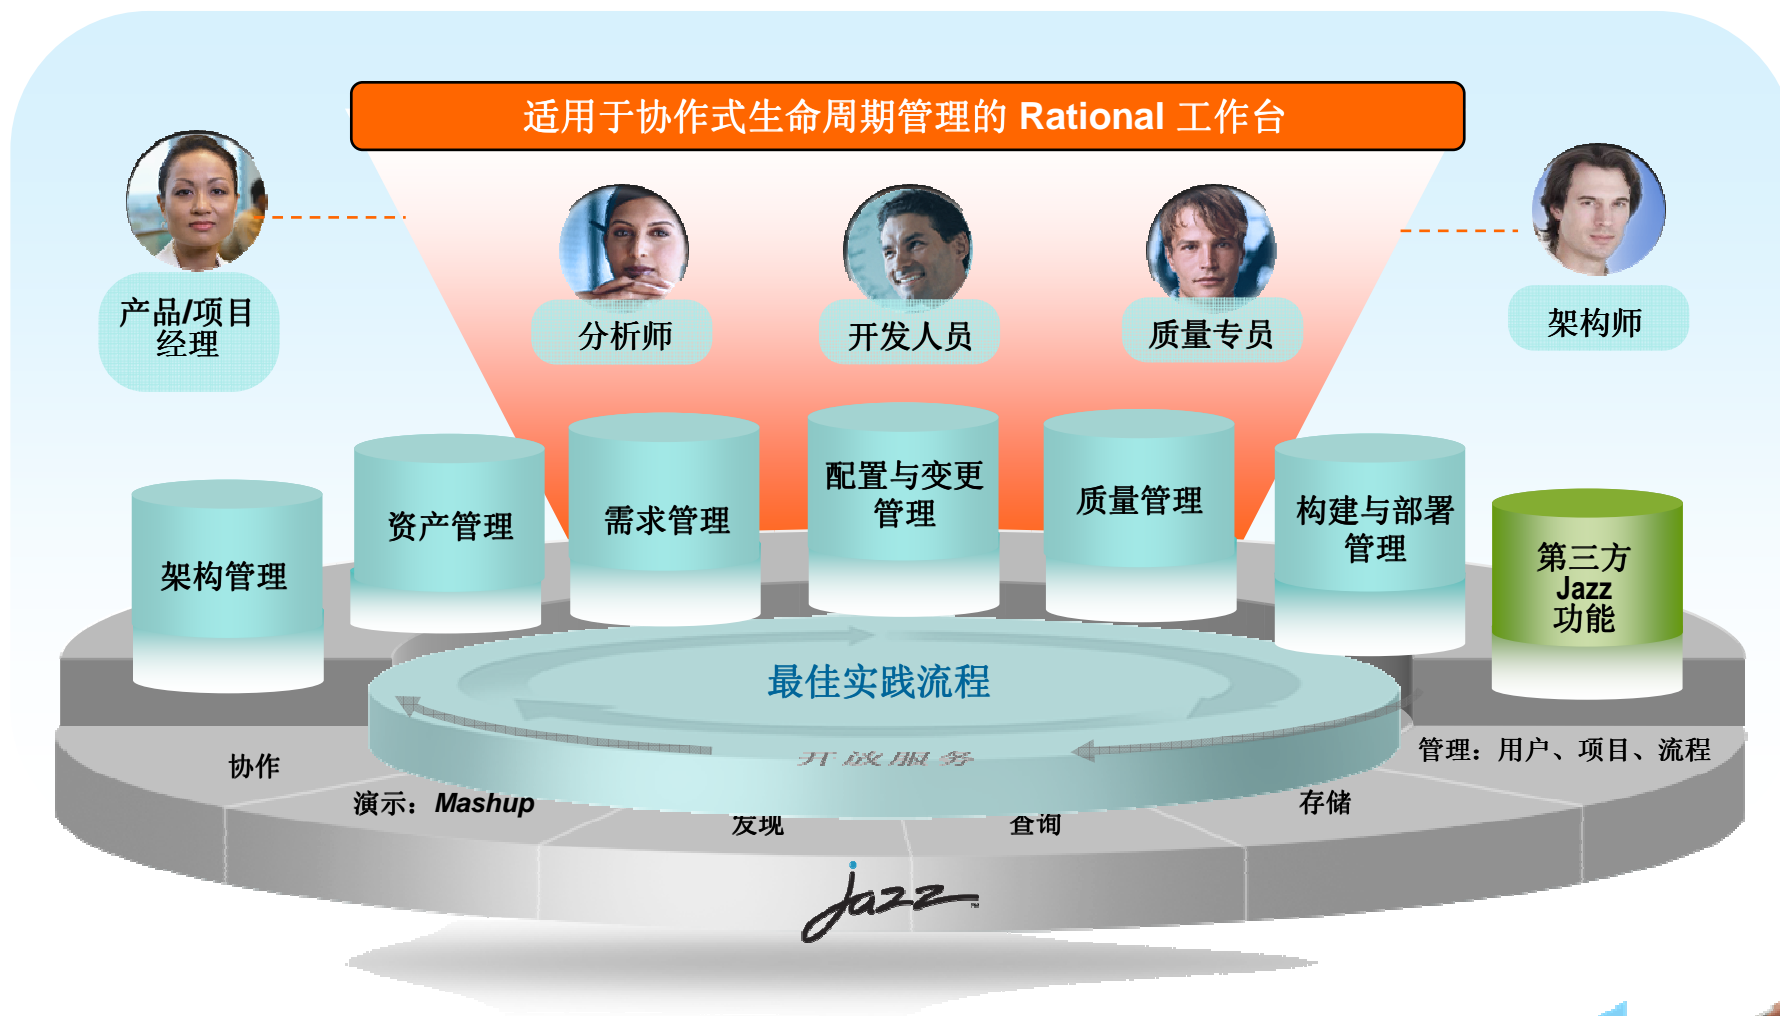 适用于协作式生命周期管理的 Rational 工作台
产品/项目
经理
分析师
开发人员
质量专员
架构师
架构管理
资产管理
需求管理
配置与变更
管理
质量管理
构建与部署
管理
第三方
Jazz
功能
最佳实践流程
开放服务
协作
演示：Mashup
发现
查询
存储
管理：用户、项目、流程
jazz